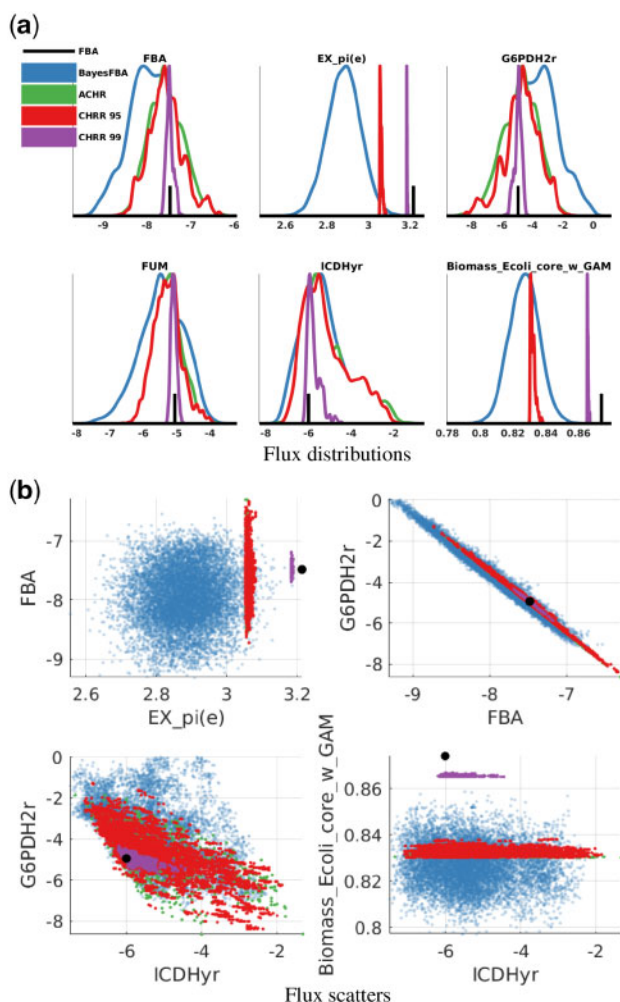 (a)
FBA
BayesFBA
ACHR
CHRR 95
CHRR 99
FBA
EX_pi(e)
G6PDH2r
-9 -8 -7 -6
2.6 2.8 3 3.2
-6 -4 -2 0
FUM
ICDHyr
Biomass_Ecoli_core_w_GAM
-8 -7 -6 -5 -4
-6 -4 -2
0.78 0.8 0.82 0.84 0.86
Flux distributions
(b)
FBA
-7
-8
-9
2.6 2.8 3 3.2
EX_pi(e)
G6PDH2r
0
-2
-4
-6
-8
-9 -8 -7
FBA
G6PDH2r
0
-2
-4
-6
-8
-6 -4 -2
ICDHyr
Biomass_Ecoli_core_w_GAM
0.86
0.84
0.82
0.8
-6 -4 -2
ICDHyr
Flux scatters